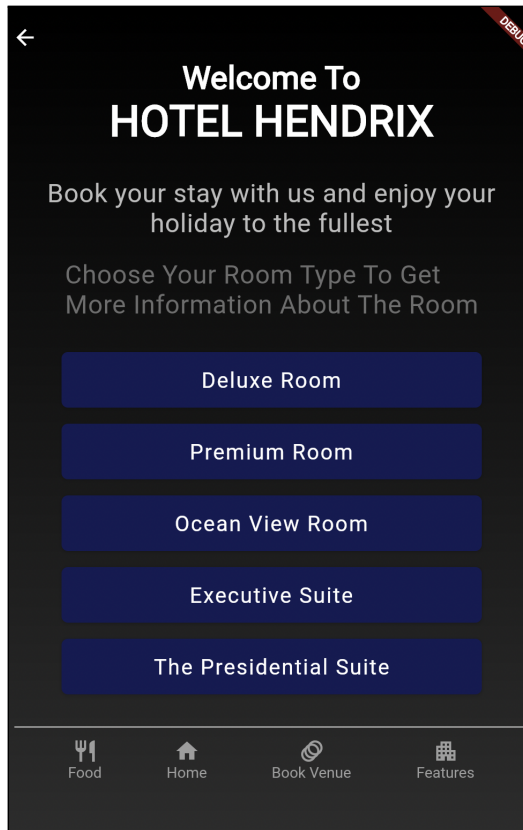 DEBUG
Welcome To
HOTEL HENDRIX
Book your stay with us and enjoy your
holiday to the fullest
Choose Your Room Type To Get
More Information About The Room
Deluxe Room
Premium Room
Ocean View Room
Executive Suite
The Presidential Suite
Food Home Book Venue Features